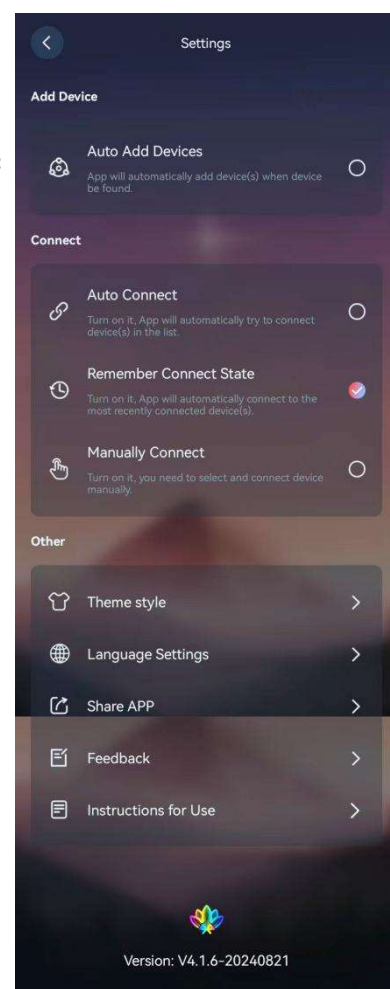 Settings
Add Device
Auto Add Devices
App will automatically add device(s) when device
be found.
Connect
Auto Connect
Turn on it, App will automatically try to connect
device(s) in the list.
Remember Connect State
Turn on it, App will automatically connect to the
most recently connected device(s).
Manually Connect
Turn on it, you need to select and connect device
manually.
Other
Theme style
Language Settings
Share APP
Feedback
Instructions for Use
Version: V4.1.6-20240821